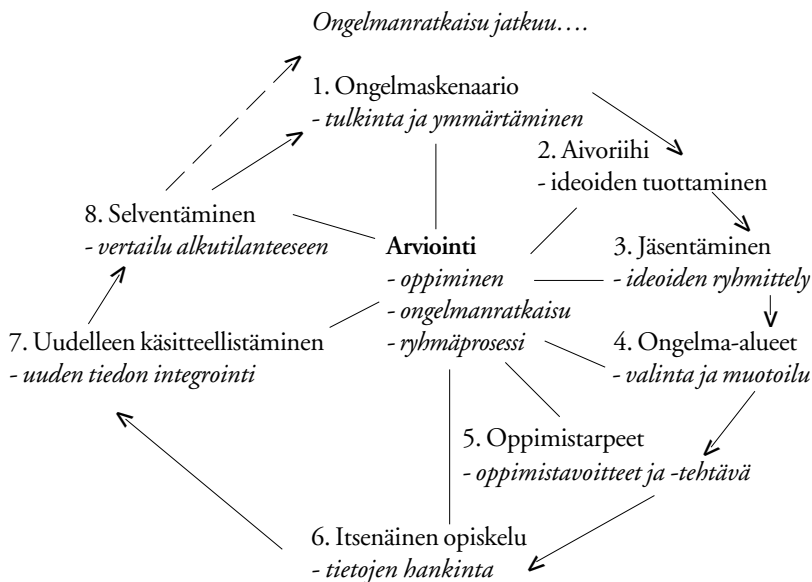 Ongelmanratkaisu jatkuu….
1. Ongelmaskenaario
- tulkinta ja ymmärtäminen
2. Aivoriihi
- ideoiden tuottaminen
3. Jäsentäminen
- ideoiden ryhmittely
4. Ongelma-alueet
- valinta ja muotoilu
5. Oppimistarpeet
- oppimistavoitteet ja -tehtävä
6. Itsenäinen opiskelu
- tietojen hankinta
7. Uudelleen käsitteellistäminen
- uuden tiedon integrointi
8. Selventäminen
- vertailu alkutilanteeseen
Arviointi
- oppiminen
- ongelmanratkaisu
- ryhmäprosessi